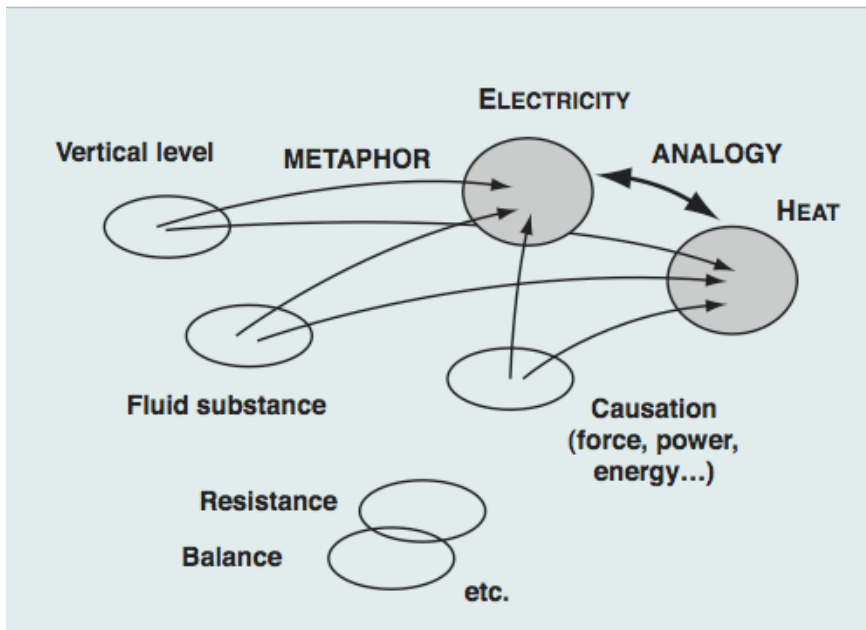 ELECTRICITY
Vertical level
METAPHOR
ANALOGY
HEAT
Fluid substance
Causation
(force, power,
energy...)
Resistance
Balance
etc.